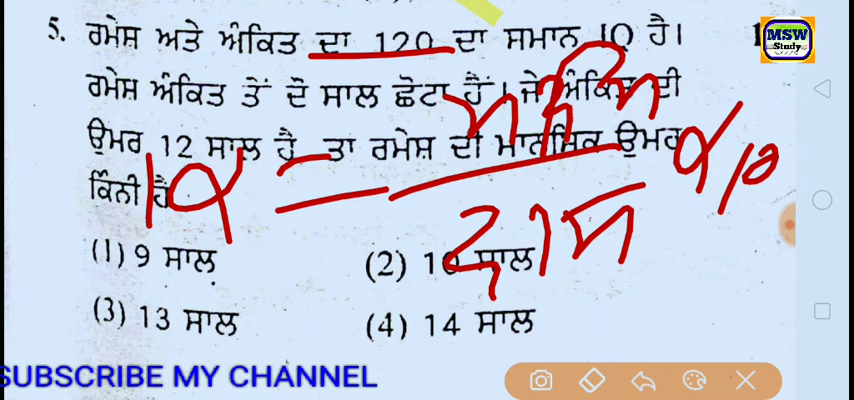 5. ਰਮੇਸ਼ ਅਤੇ ਅੰਕਿਤ ਦਾ 120 ਦਾ ਸਮਾਨ IQ ਹੈ।
MSW
Study
ਰਮੇਸ਼ ਅੰਕਿਤ ਤੋਂ ਦੋ ਸਾਲ ਛੋਟਾ ਹੈਂ। ਜੇ ਅੰਕਿਤ ਦੀ
ਉਮਰ 12 ਸਾਲ ਹੈ ਤਾ ਰਮੇਸ਼ ਦੀ ਮਾਨਸਿਕ ਉਮਰ
ਕਿੰਨੀ ਹੈ
(1) 9 ਸਾਲ (2) 10 ਸਾਲ
(3) 13 ਸਾਲ (4) 14 ਸਾਲ
SUBSCRIBE MY CHANNEL